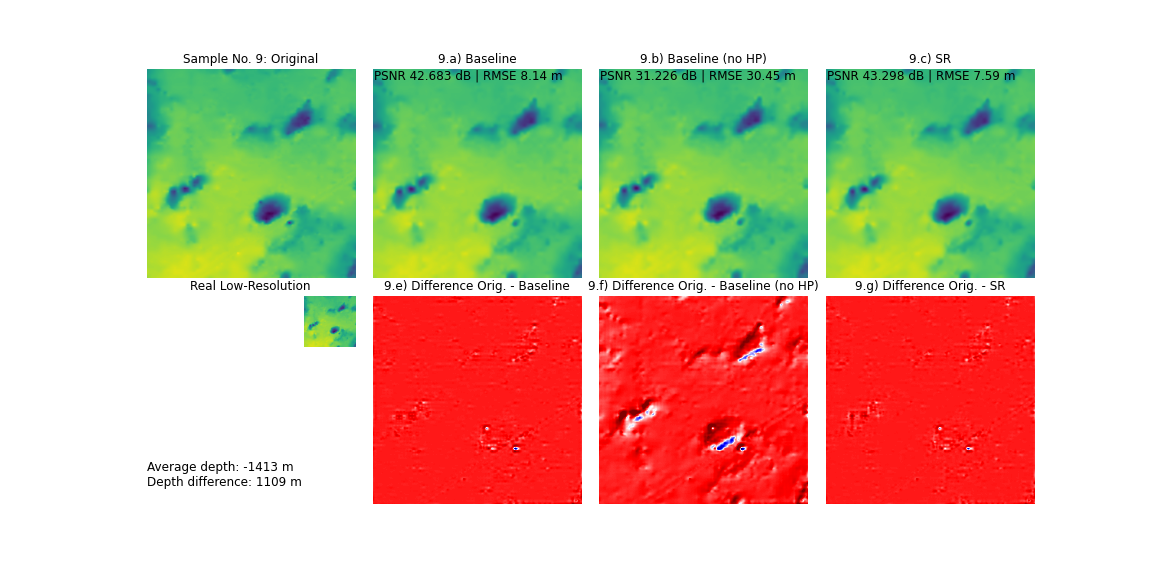 Sample No. 9: Original
9.a) Baseline
9.b) Baseline (no HP)
9.c) SR
PSNR 42.683 dB | RMSE 8.14 m
PSNR 31.226 dB | RMSE 30.45 m
PSNR 43.298 dB | RMSE 7.59 m
Real Low-Resolution
9.e) Difference Orig. - Baseline
9.f) Difference Orig. - Baseline (no HP)
9.g) Difference Orig. - SR
Average depth: -1413 m
Depth difference: 1109 m